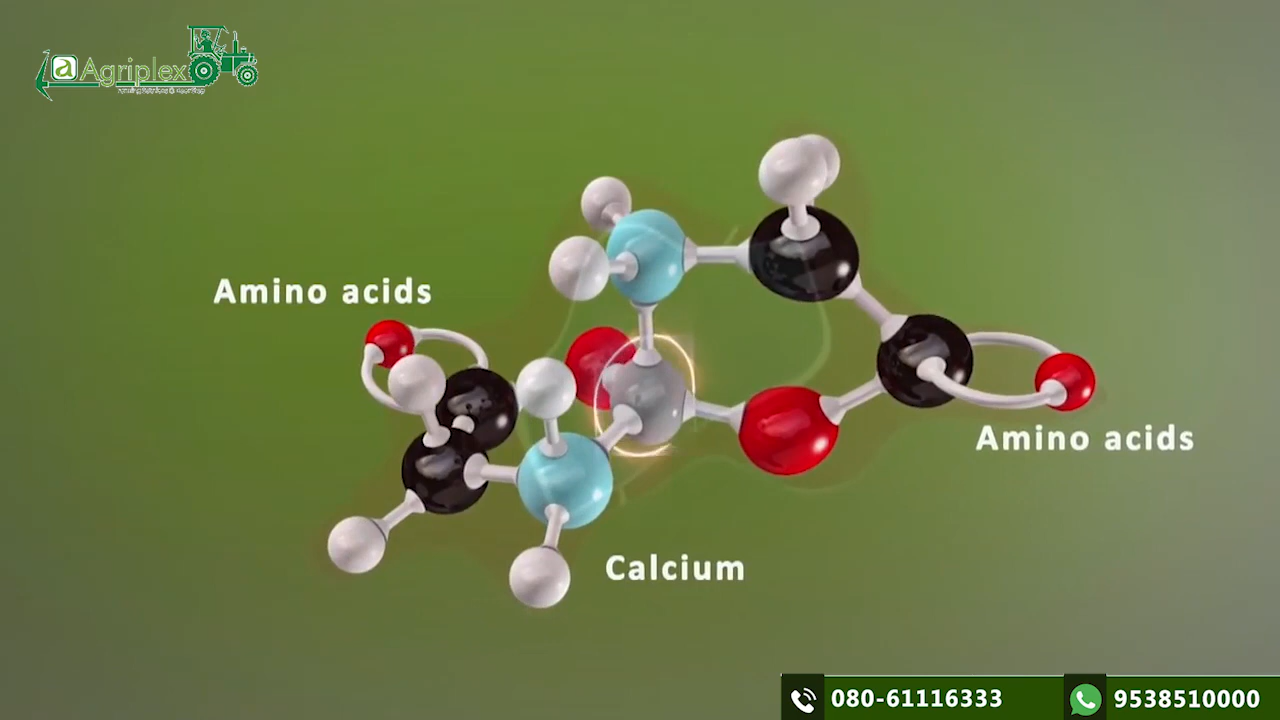 a Agriplex
Amino acids
Amino acids
Calcium
080-61116333
9538510000